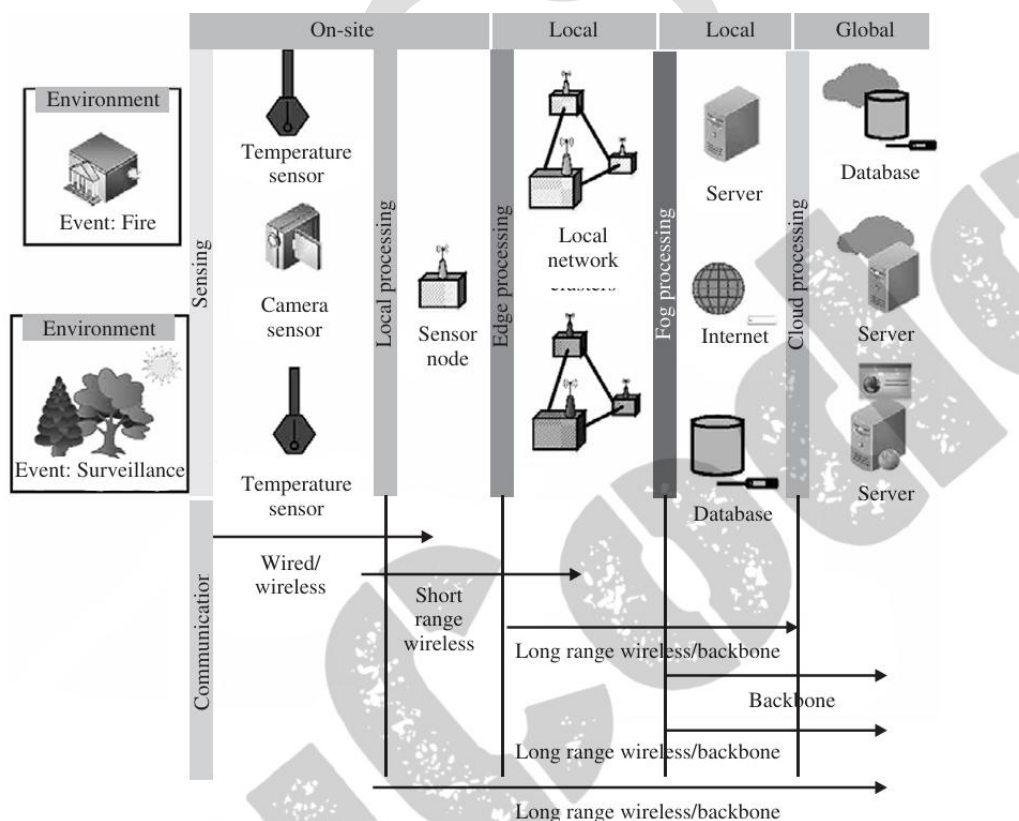 On-site
Local
Local
Global
Environment
Event: Fire
Environment
Event: Surveillance
Sensing
Temperature
sensor
Camera
sensor
Temperature
sensor
Local processing
Sensor
node
Edge processing
Local
network
clusters
Fog processing
Server
Internet
Database
Cloud processing
Database
Server
Server
Communication
Wired/
wireless
Short
range
wireless
Long range wireless/backbone
Backbone
Long range wireless/backbone
Long range wireless/backbone